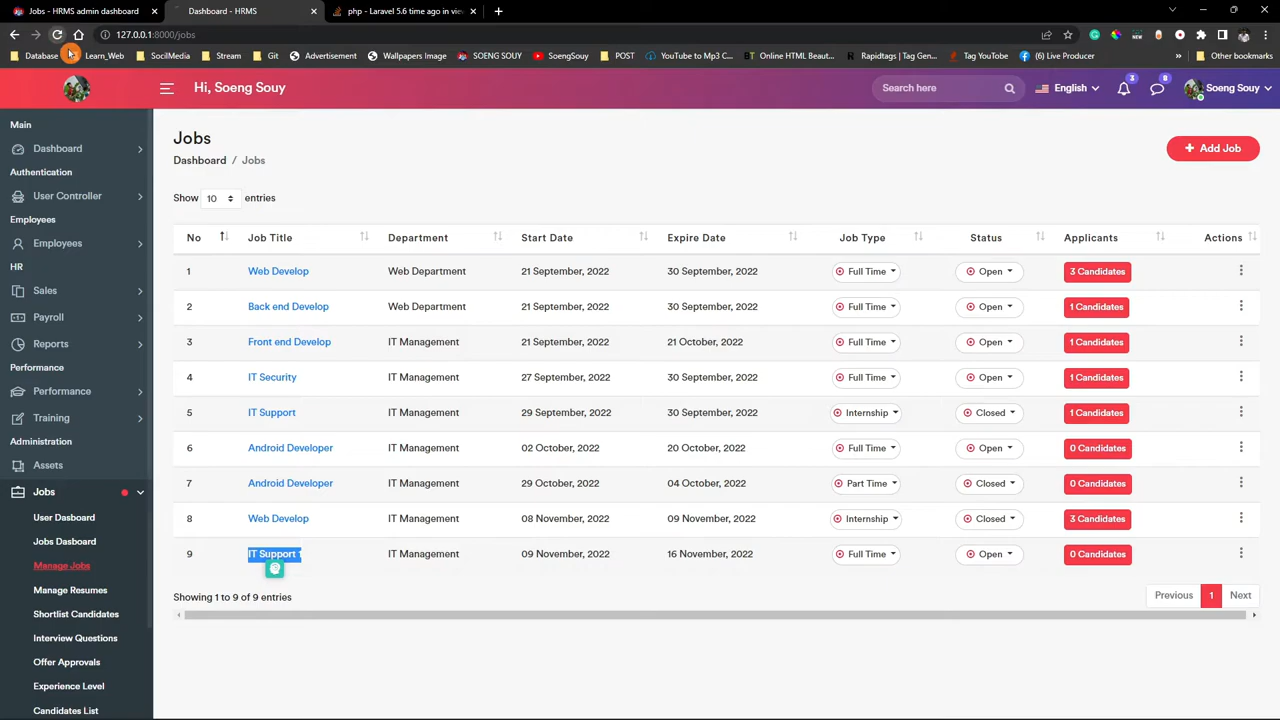 Jobs - HRMS admin dashboard
Dashboard - HRMS
php - Laravel 5.6 time ago in vie
127.0.0.1:8000/jobs
Database
Learn_Web
SocilMedia
Stream
Git
Advertisement
Wallpapers Image
SOENG SOUY
SoengSouy
POST
YouTube to Mp3 C...
Online HTML Beaut...
Rapidtags | Tag Gen...
Tag YouTube
(6) Live Producer
Other bookmarks
Hi, Soeng Souy
Search here
English
3
8
Soeng Souy
Main
Dashboard
Authentication
User Controller
Employees
Employees
HR
Sales
Payroll
Reports
Performance
Performance
Training
Administration
Assets
Jobs
User Dasboard
Jobs Dasboard
Manage Jobs
Manage Resumes
Shortlist Candidates
Interview Questions
Offer Approvals
Experience Level
Candidates List
Jobs
Dashboard / Jobs
+ Add Job
Show 10 entries
No Job Title Department Start Date Expire Date Job Type Status Applicants Actions
1 Web Develop Web Department 21 September, 2022 30 September, 2022 Full Time Open 3 Candidates
2 Back end Develop Web Department 21 September, 2022 30 September, 2022 Full Time Open 1 Candidates
3 Front end Develop IT Management 21 September, 2022 21 October, 2022 Full Time Open 1 Candidates
4 IT Security IT Management 27 September, 2022 30 September, 2022 Full Time Open 1 Candidates
5 IT Support IT Management 29 September, 2022 30 September, 2022 Internship Closed 1 Candidates
6 Android Developer IT Management 02 October, 2022 20 October, 2022 Full Time Open 0 Candidates
7 Android Developer IT Management 29 October, 2022 04 October, 2022 Part Time Closed 0 Candidates
8 Web Develop IT Management 08 November, 2022 09 November, 2022 Internship Closed 3 Candidates
9 IT Support 1 IT Management 09 November, 2022 16 November, 2022 Full Time Open 0 Candidates
Showing 1 to 9 of 9 entries
Previous 1 Next